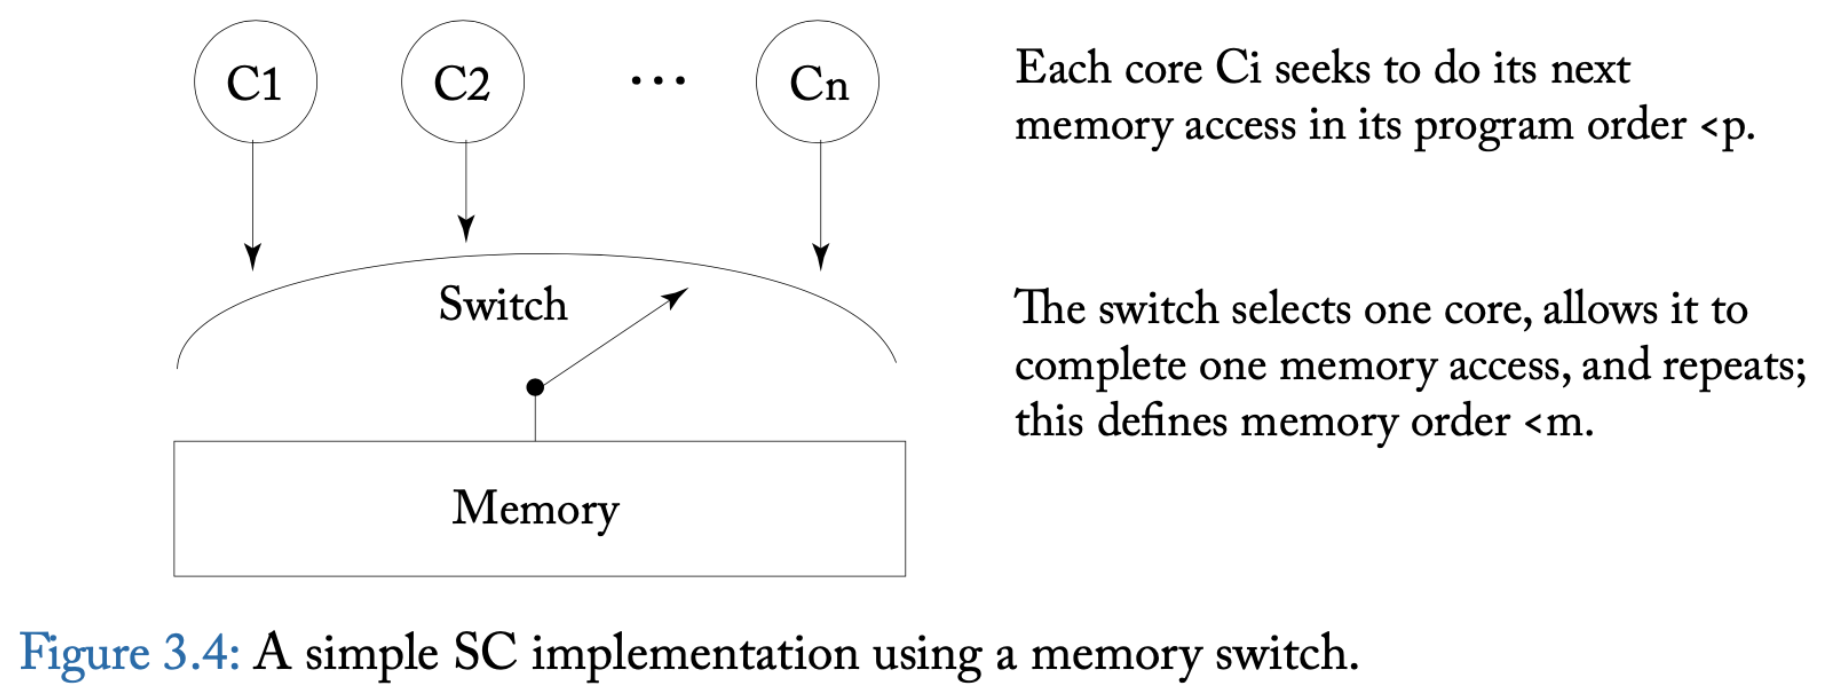 C1 C2 ... Cn
Each core Ci seeks to do its next
memory access in its program order <p.
Switch
The switch selects one core, allows it to
complete one memory access, and repeats;
this defines memory order <m.
Memory
Figure 3.4: A simple SC implementation using a memory switch.